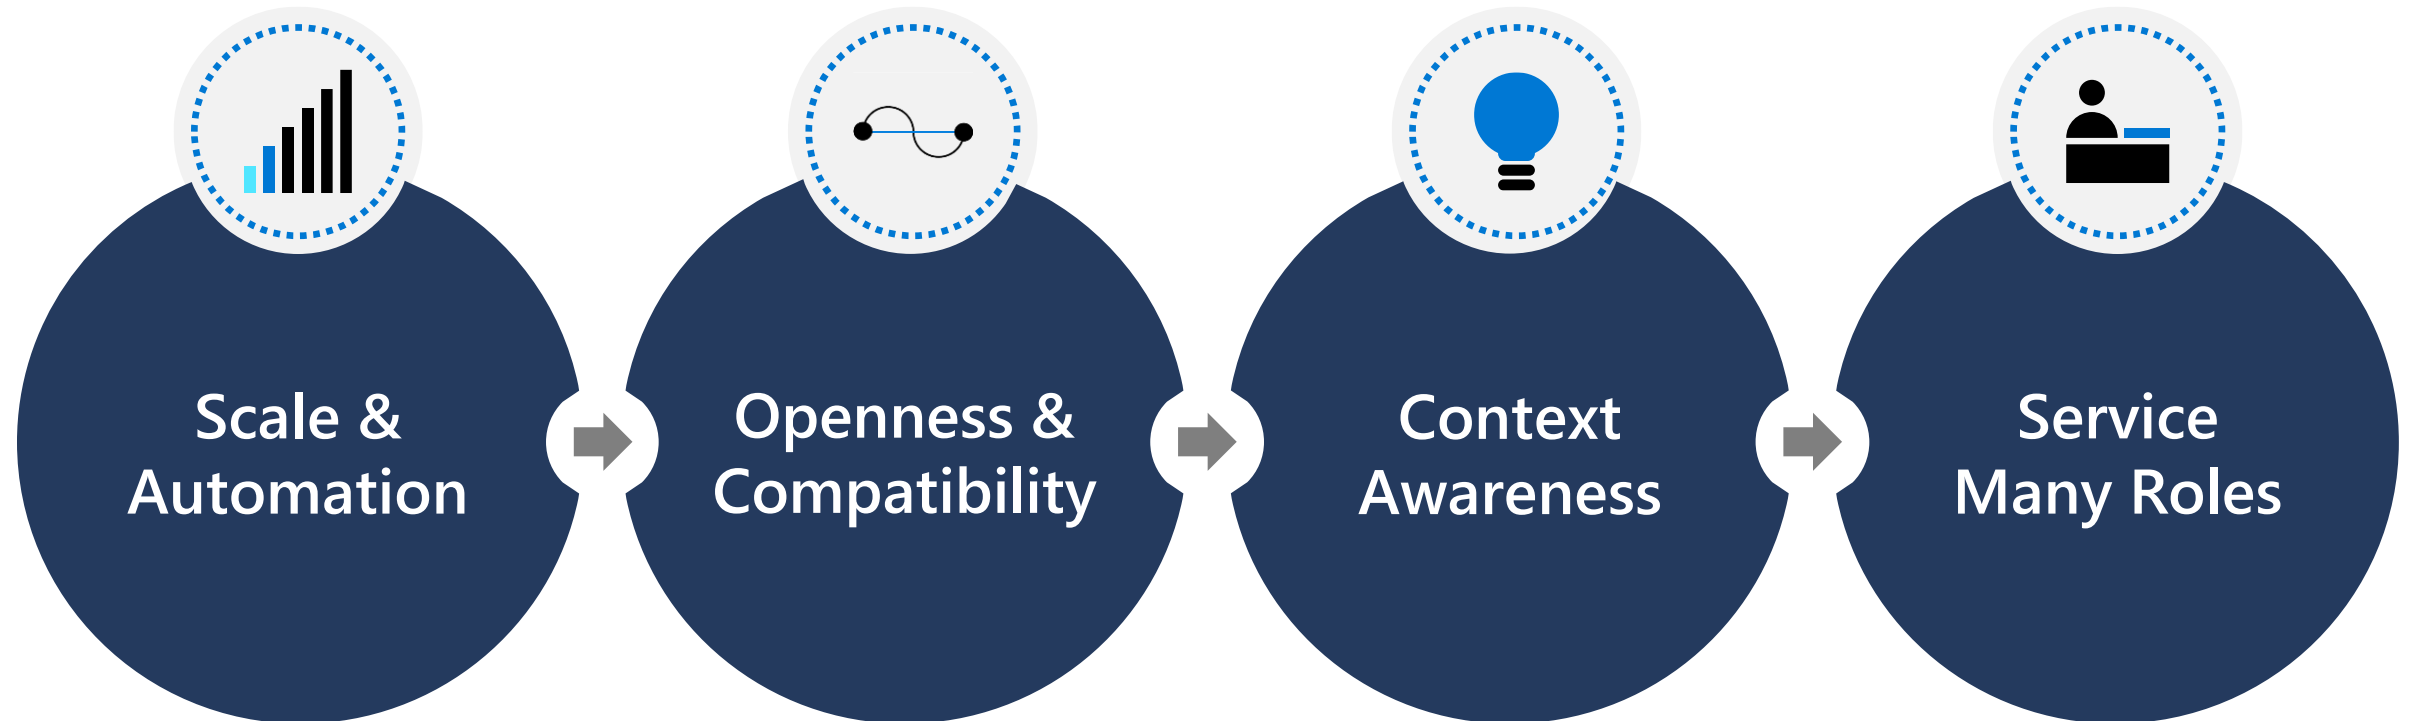 Scale &
Automation
Openness &
Compatibility
Context
Awareness
Service
Many Roles